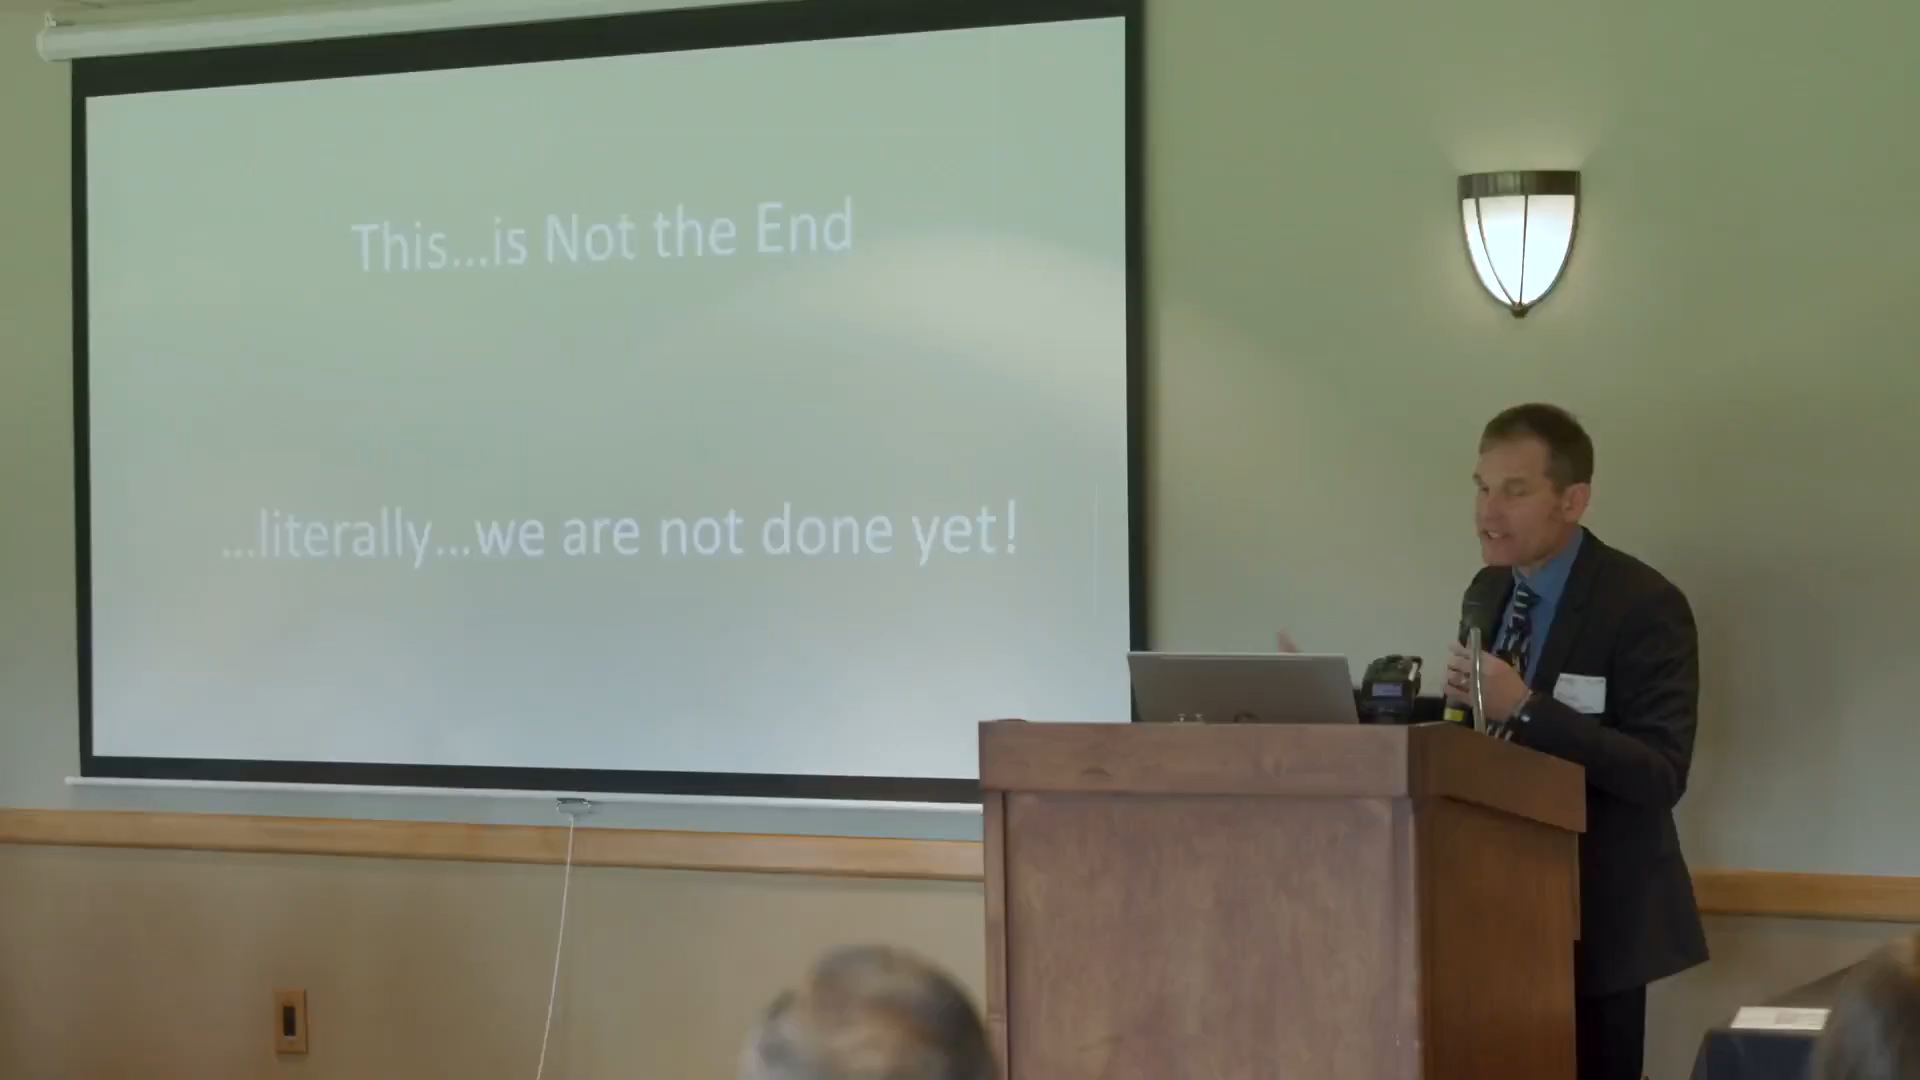 This...is Not the End
...literally...we are not done yet!